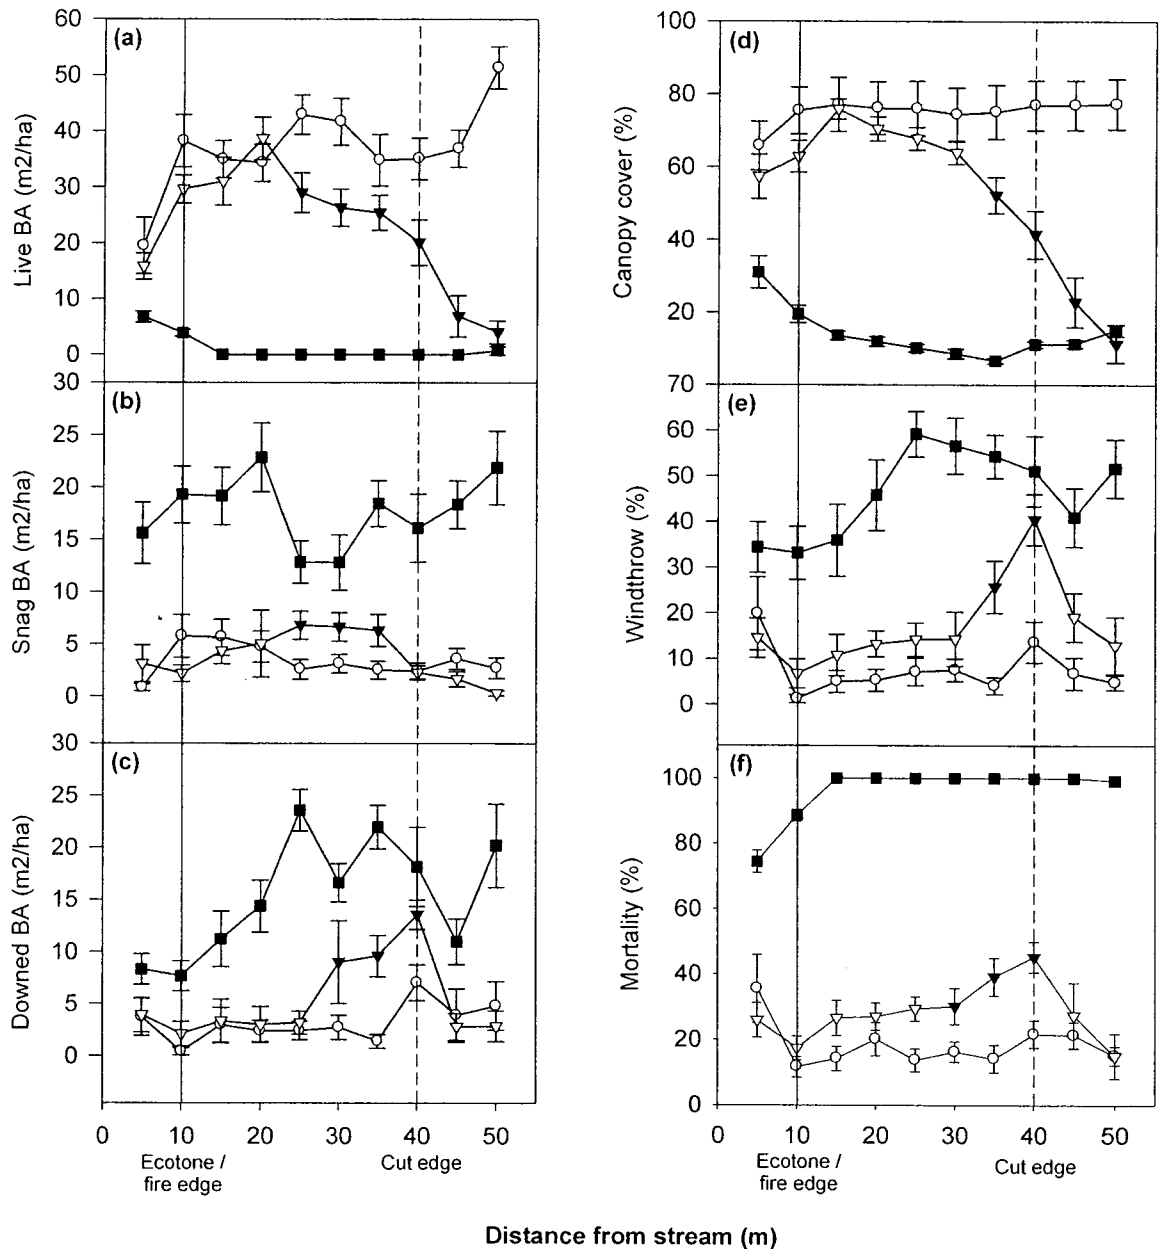 (a)
Live BA (m2/ha)
60
50
40
30
20
10
0
(b)
Snag BA (m2/ha)
30
25
20
15
10
5
0
(c)
Downed BA (m2/ha)
30
25
20
15
10
5
0
0 10 20 30 40 50
Ecotone /
fire edge
Cut edge
(d)
Canopy cover (%)
100
80
60
40
20
(e)
Windthrow (%)
70
60
50
40
30
20
10
0
(f)
Mortality (%)
100
80
60
40
20
0
0 10 20 30 40 50
Ecotone /
fire edge
Cut edge
Distance from stream (m)